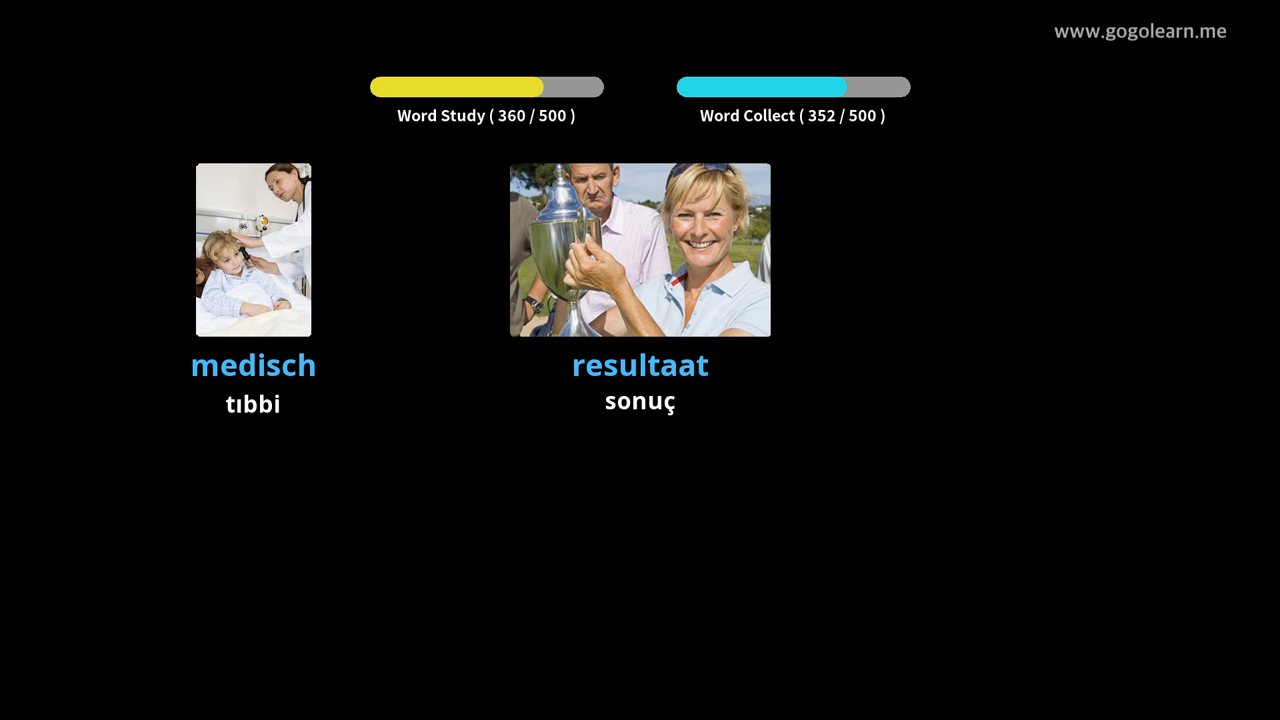 www.gogolearn.me
Word Study ( 360 / 500 )
Word Collect ( 352 / 500 )
medisch
tıbbi
resultaat
sonuç